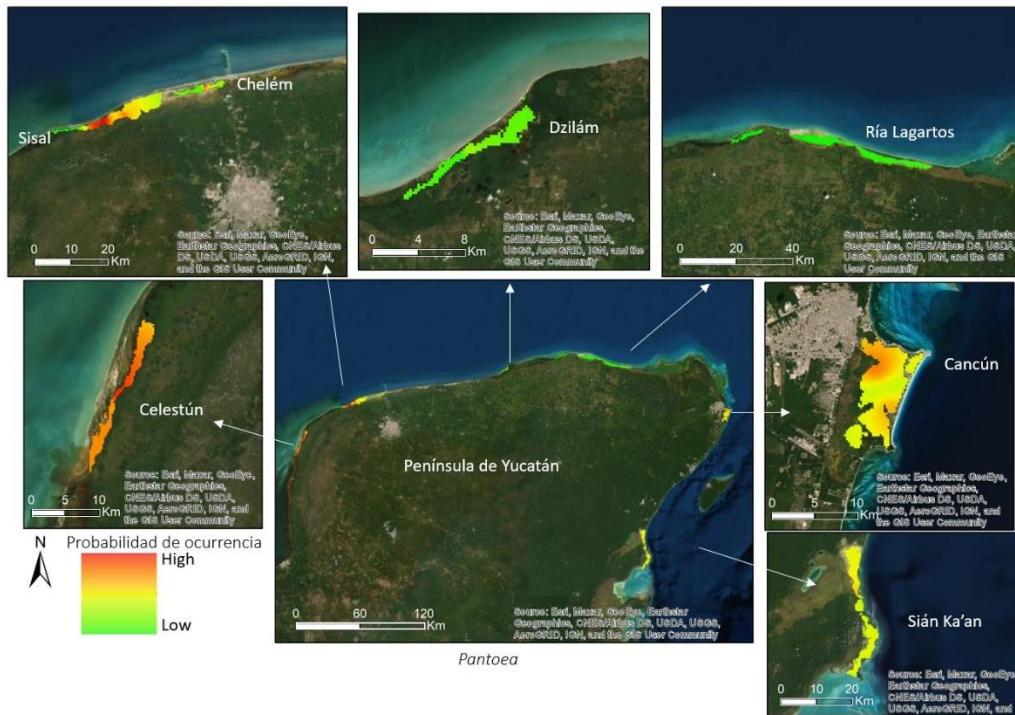 Chelém
Sisal
Source: Esri, Maxar, GeoEye,
Earthstar Geographics, CNES/Airbus
DS, USDA, USGS, AeroGRID, IGN,
and the GIS User Community
0 10 20
Km
Dzilám
Source: Esri, Maxar, GeoEye,
Earthstar Geographics,
CNES/Airbus DS, USDA,
USGS, AeroGRID, IGN, and
the GIS User Community
0 4 8
Km
Ría Lagartos
Source: Esri, Maxar, GeoEye, Earthstar
Geographics, CNES/Airbus DS, USDA,
USGS, AeroGRID, IGN, and the GIS
User Community
0 20 40
Km
Celestún
Source: Esri, Maxar, GeoEye,
Earthstar Geographics,
CNES/Airbus DS, USDA,
USGS, AeroGRID, IGN, and
the GIS User Community
0 5 10
Km
Península de Yucatán
0 60 120
Km
Source: Esri, Maxar, GeoEye, Earthstar
Geographics, CNES/Airbus DS, USDA, USGS,
AeroGRID, IGN, and the GIS User Community
Cancún
Source: Esri, Maxar, GeoEye,
Earthstar Geographics,
CNES/Airbus DS, USDA,
USGS, AeroGRID, IGN, and
the GIS User Community
0 5 10
Km
Sián Ka'an
Source: Esri, Maxar, GeoEye,
Earthstar Geographics,
CNES/Airbus DS, USDA,
USGS, AeroGRID, IGN, and
0 10 20
Km
N
Probabilidad de ocurrencia
High
Low
Pantoea